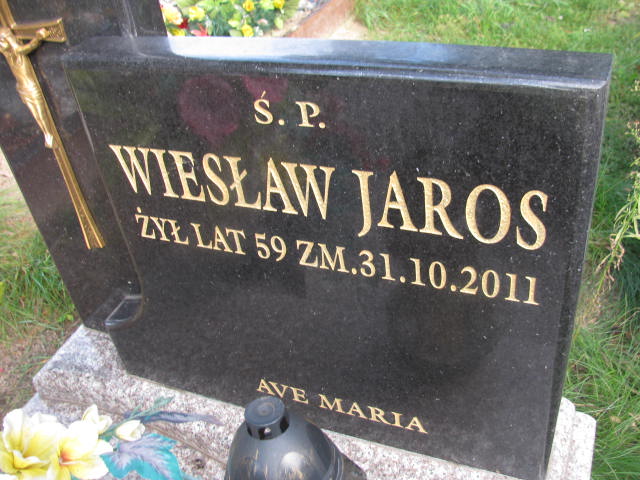 Ś. P.
WIESŁAW JAROS
ŻYŁ LAT 59 ZM.31.10.2011
AVE MARIA